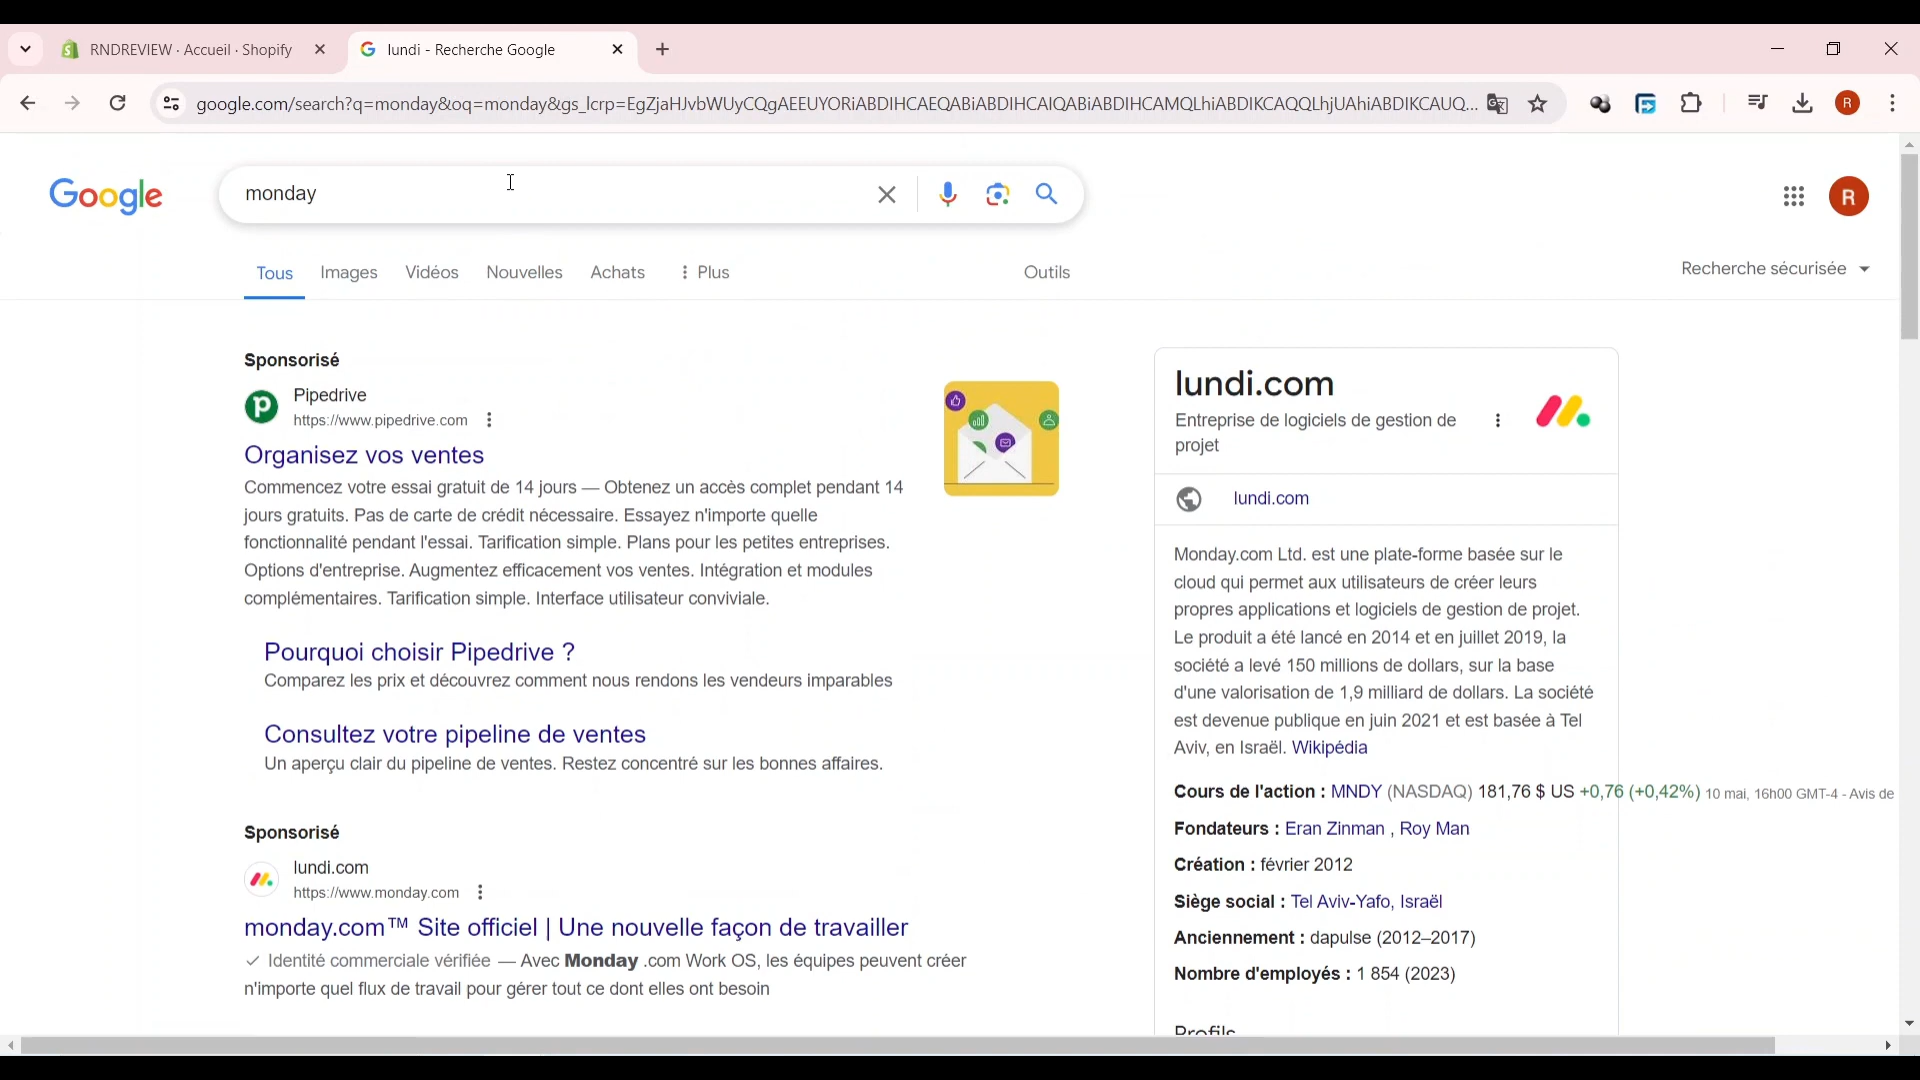 RNDREVIEW · Accueil · Shopify
lundi - Recherche Google
google.com/search?q=monday&oq=monday&gs_lcrp=EgZjaHJvbWUyCQgAEEUYORiABDIHCAEQABiABDIHCAIQABiABDIHCAMQLhiABDIKCAQQLhjUAhiABDIKCAUQ...
R
Google
monday
R
Tous
Images
Vidéos
Nouvelles
Achats
Plus
Outils
Recherche sécurisée
Sponsorisé
Pipedrive
https://www.pipedrive.com
Organisez vos ventes
Commencez votre essai gratuit de 14 jours — Obtenez un accès complet pendant 14
jours gratuits. Pas de carte de crédit nécessaire. Essayez n'importe quelle
fonctionnalité pendant l'essai. Tarification simple. Plans pour les petites entreprises.
Options d'entreprise. Augmentez efficacement vos ventes. Intégration et modules
complémentaires. Tarification simple. Interface utilisateur conviviale.
Pourquoi choisir Pipedrive ?
Comparez les prix et découvrez comment nous rendons les vendeurs imparables
Consultez votre pipeline de ventes
Un aperçu clair du pipeline de ventes. Restez concentré sur les bonnes affaires.
Sponsorisé
lundi.com
https://www.monday.com
monday.com™ Site officiel | Une nouvelle façon de travailler
Identité commerciale vérifiée — Avec Monday .com Work OS, les équipes peuvent créer
n'importe quel flux de travail pour gérer tout ce dont elles ont besoin
lundi.com
Entreprise de logiciels de gestion de
projet
lundi.com
Monday.com Ltd. est une plate-forme basée sur le
cloud qui permet aux utilisateurs de créer leurs
propres applications et logiciels de gestion de projet.
Le produit a été lancé en 2014 et en juillet 2019, la
société a levé 150 millions de dollars, sur la base
d'une valorisation de 1,9 milliard de dollars. La société
est devenue publique en juin 2021 et est basée à Tel
Aviv, en Israël. Wikipédia
Cours de l'action : MNDY (NASDAQ) 181,76 $ US +0,76 (+0,42%) 10 mai, 16h00 GMT-4 - Avis de
Fondateurs : Eran Zinman , Roy Man
Création : février 2012
Siège social : Tel Aviv-Yafo, Israël
Anciennement : dapulse (2012–2017)
Nombre d'employés : 1 854 (2023)
Profils